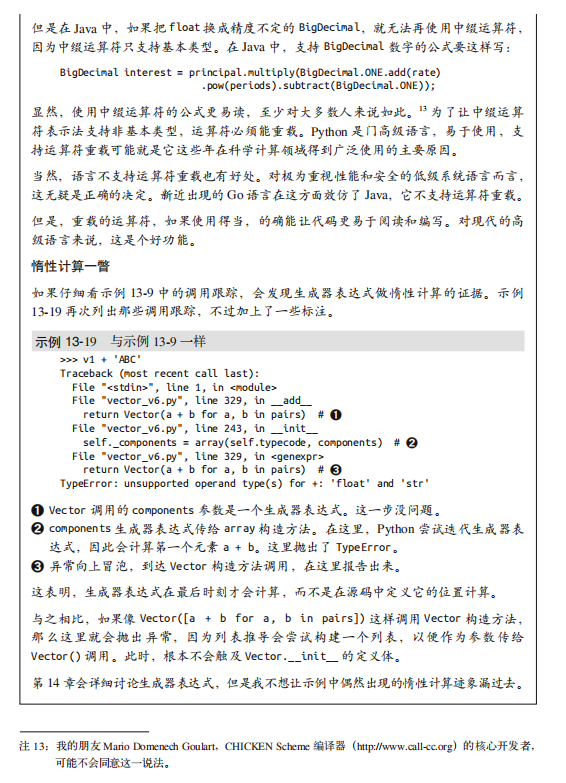 但是在 Java 中，如果把 float 换成精度不定的 BigDecimal，就无法再使用中缀运算符，
因为中缀运算符只支持基本类型。在 Java 中，支持 BigDecimal 数字的公式要这样写：
BigDecimal interest = principal.multiply(BigDecimal.ONE.add(rate)
.pow(periods).subtract(BigDecimal.ONE));
显然，使用中缀运算符的公式更易读，至少对大多数人来说如此。13 为了让中缀运算
符表示法支持非基本类型，运算符必须能重载。Python 是门高级语言，易于使用，支
持运算符重载可能就是它这些年在科学计算领域得到广泛使用的主要原因。
当然，语言不支持运算符重载也有好处。对极为重视性能和安全的低级系统语言而言，
这无疑是正确的决定。新近出现的 Go 语言在这方面效仿了 Java，它不支持运算符重载。
但是，重载的运算符，如果使用得当，的确能让代码更易于阅读和编写。对现代的高
级语言来说，这是个好功能。
惰性计算一瞥
如果仔细看示例 13-9 中的调用跟踪，会发现生成器表达式做惰性计算的证据。示例
13-19 再次列出那些调用跟踪，不过加上了一些标注。
示例 13-19 与示例 13-9 一样
>>> v1 + 'ABC'
Traceback (most recent call last):
File "<stdin>", line 1, in <module>
File "vector_v6.py", line 329, in __add__
return Vector(a + b for a, b in pairs) # ❶
File "vector_v6.py", line 243, in __init__
self._components = array(self.typecode, components) # ❷
File "vector_v6.py", line 329, in <genexpr>
return Vector(a + b for a, b in pairs) # ❸
TypeError: unsupported operand type(s) for +: 'float' and 'str'
❶ Vector 调用的 components 参数是一个生成器表达式。这一步没问题。
❷ components 生成器表达式传给 array 构造方法。在这里，Python 尝试迭代生成器表
达式，因此会计算第一个元素 a + b。这里抛出了 TypeError。
❸ 异常向上冒泡，到达 Vector 构造方法调用，在这里报告出来。
这表明，生成器表达式在最后时刻才会计算，而不是在源码中定义它的位置计算。
与之相比，如果像 Vector([a + b for a, b in pairs]) 这样调用 Vector 构造方法，
那么这里就会抛出异常，因为列表推导会尝试构建一个列表，以便作为参数传给
Vector() 调用。此时，根本不会触及 Vector.__init__ 的定义体。
第 14 章会详细讨论生成器表达式，但是我不想让示例中偶然出现的惰性计算迹象漏过去。
注 13：我的朋友 Mario Domenech Goulart，CHICKEN Scheme 编译器（http://www.call-cc.org）的核心开发者，
可能不会同意这一说法。